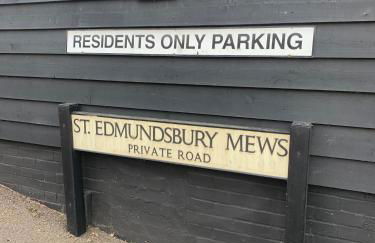 RESIDENTS ONLY PARKING
ST. EDMUNDSBURY MEWS
PRIVATE ROAD